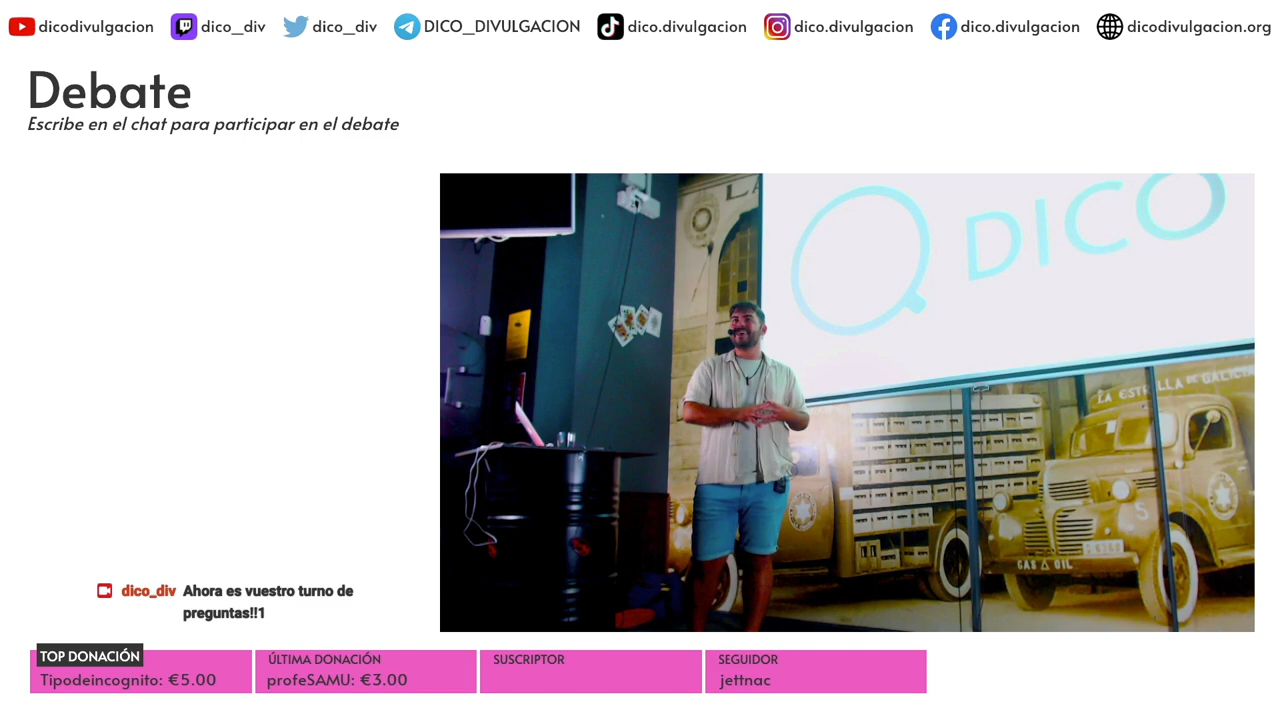 dicodivulgacion dico_div dico_div DICO_DIVULGACION dico.divulgacion dico.divulgacion dico.divulgacion dicodivulgacion.org
Debate
Escribe en el chat para participar en el debate
LA
DICO
LA ESTRELLA DE GALICIA
5
GAS OIL
dico_div Ahora es vuestro turno de
preguntas!!1
TOP DONACIÓN
Tipodeincognito: €5.00
ÚLTIMA DONACIÓN
profeSAMU: €3.00
SUSCRIPTOR
SEGUIDOR
jettnac